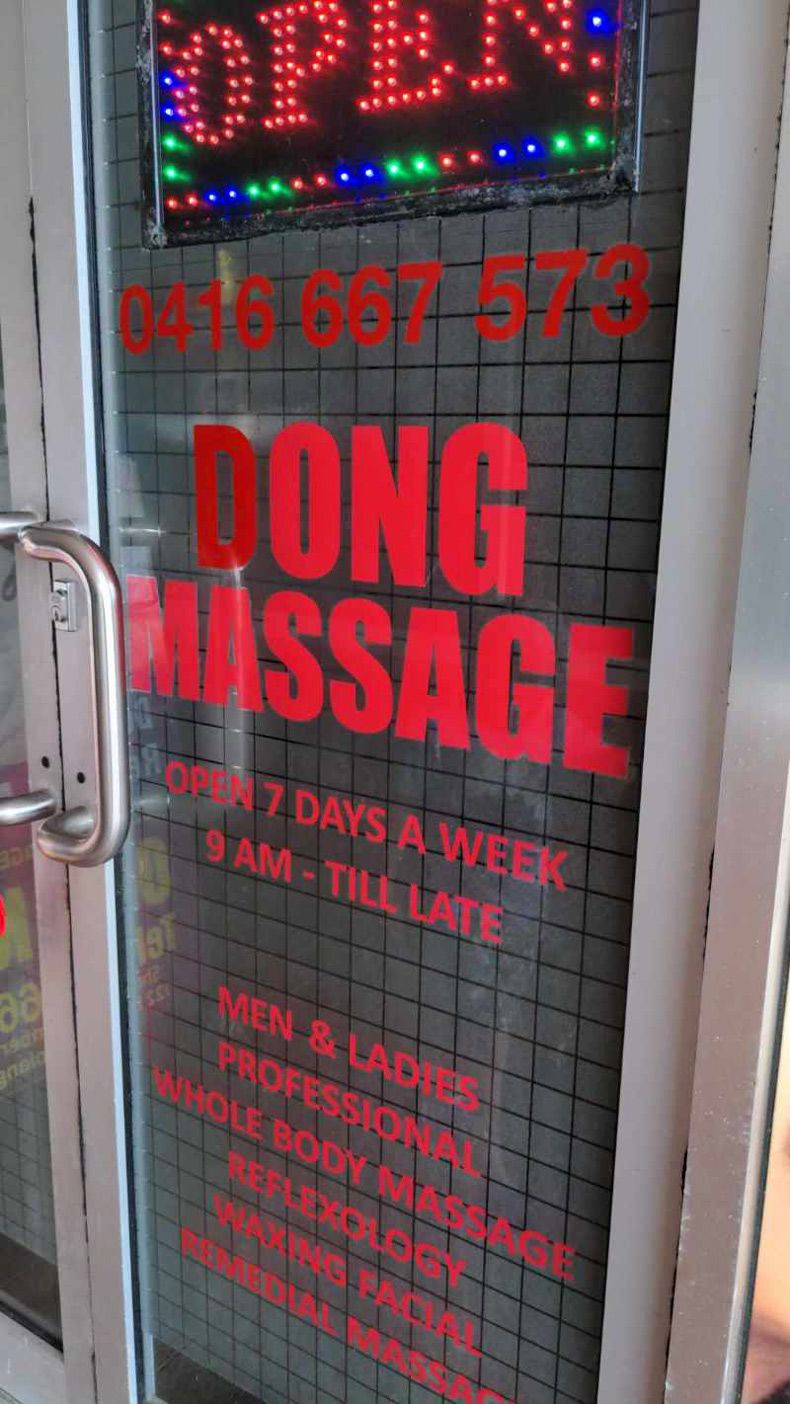 OPEN
0416 667 573
DONG
MASSAGE
OPEN 7 DAYS A WEEK
9 AM - TILL LATE
MEN & LADIES
PROFESSIONAL
WHOLE BODY MASSAGE
REFLEXOLOGY
WAXING FACIAL
REMEDIAL MASSAGE